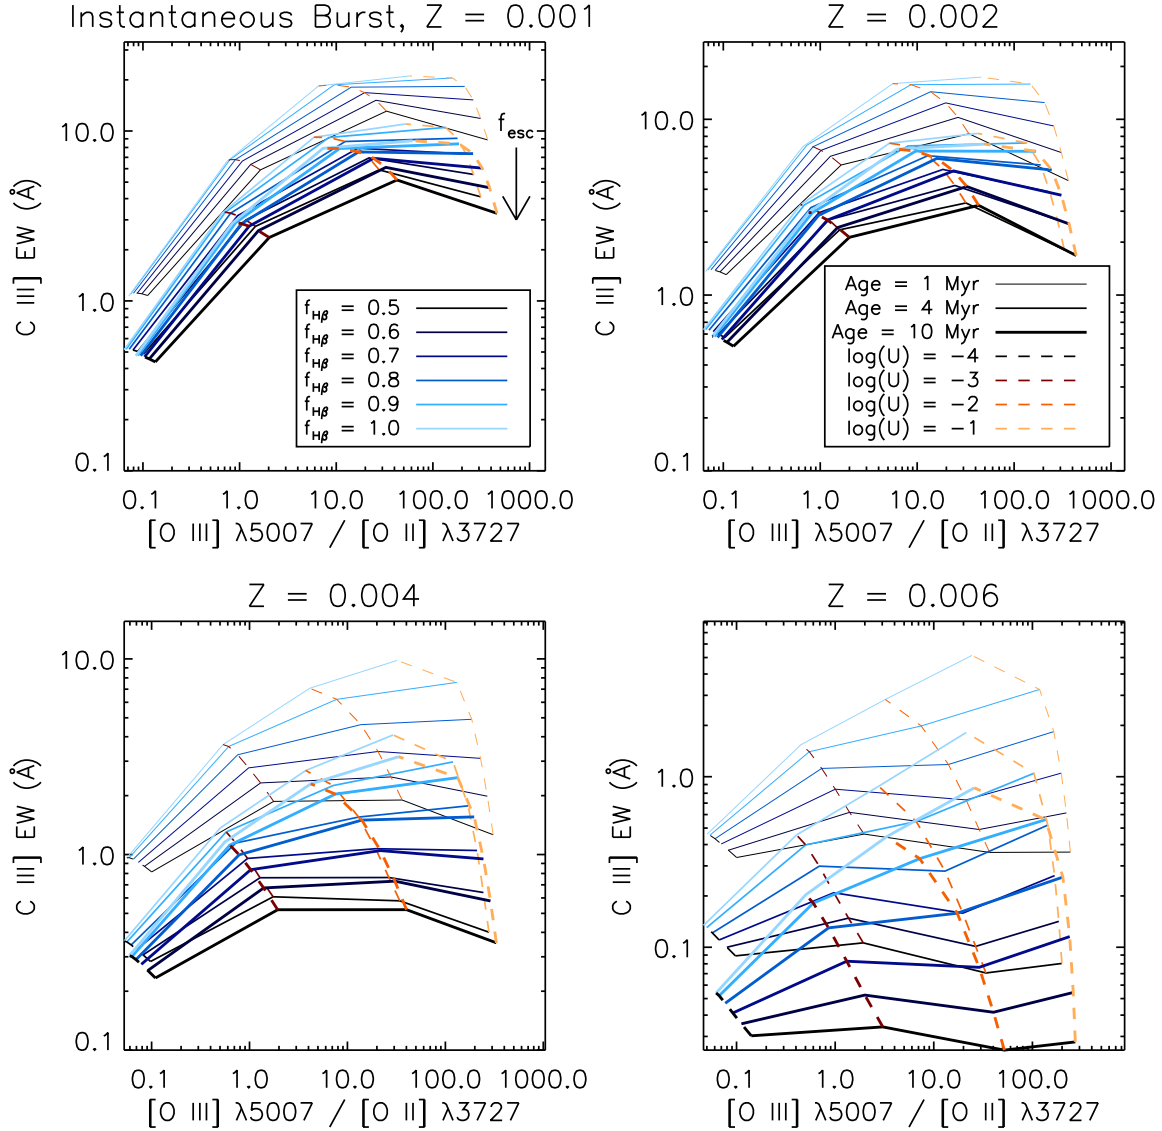 Instantaneous Burst, Z = 0.001
10.0
1.0
0.1
C III] EW (Å)
f_esc
f_Hβ = 0.5
f_Hβ = 0.6
f_Hβ = 0.7
f_Hβ = 0.8
f_Hβ = 0.9
f_Hβ = 1.0
0.1 1.0 10.0 100.0 1000.0
[O III] λ5007 / [O II] λ3727
Z = 0.002
10.0
1.0
0.1
C III] EW (Å)
Age = 1 Myr
Age = 4 Myr
Age = 10 Myr
log(U) = −4
log(U) = −3
log(U) = −2
log(U) = −1
0.1 1.0 10.0 100.0 1000.0
[O III] λ5007 / [O II] λ3727
Z = 0.004
10.0
1.0
0.1
C III] EW (Å)
0.1 1.0 10.0 100.0 1000.0
[O III] λ5007 / [O II] λ3727
Z = 0.006
1.0
0.1
C III] EW (Å)
0.1 1.0 10.0 100.0
[O III] λ5007 / [O II] λ3727